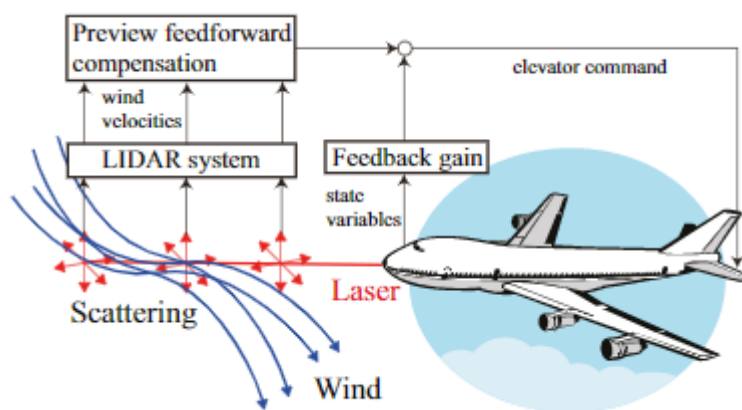 Preview feedforward
compensation
elevator command
wind
velocities
LIDAR system
Feedback gain
state
variables
Laser
Scattering
Wind